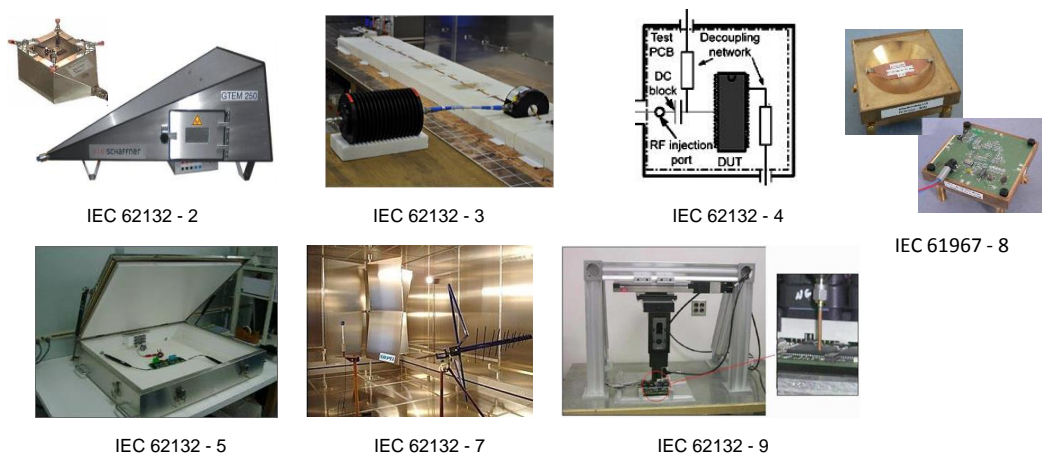 GTEM 250
SCHAFFNER
IEC 62132 - 2
IEC 62132 - 3
Test
PCB
Decoupling
network
DC
block
RF injection
port
DUT
IEC 62132 - 4
IEC 61967 - 8
IEC 62132 - 5
IEC 62132 - 7
IEC 62132 - 9